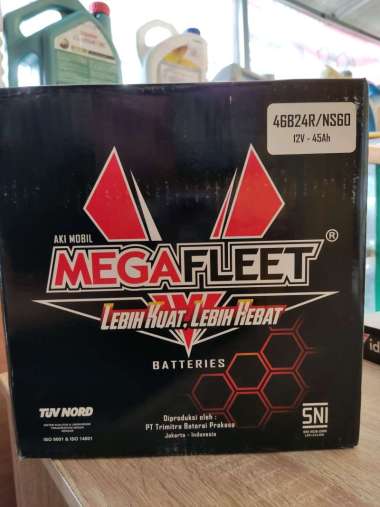 46B24R/NS60
12V - 45Ah
AKI MOBIL
MEGAFLEET®
LEBIH KUAT, LEBIH HEBAT
BATTERIES
TUV NORD
ISO 9001 & ISO 14001
Diproduksi oleh :
PT Trimitra Baterai Prakasa
Jakarta - Indonesia
SNI